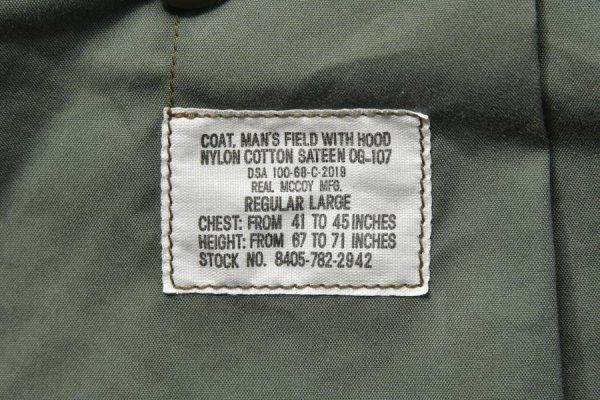 COAT, MAN'S FIELD WITH HOOD
NYLON COTTON SATEEN OG-107
DSA 100-68-C-2019
REAL MCCOY MFG.
REGULAR LARGE
CHEST: FROM 41 TO 45 INCHES
HEIGHT: FROM 67 TO 71 INCHES
STOCK NO. 8405-782-2942